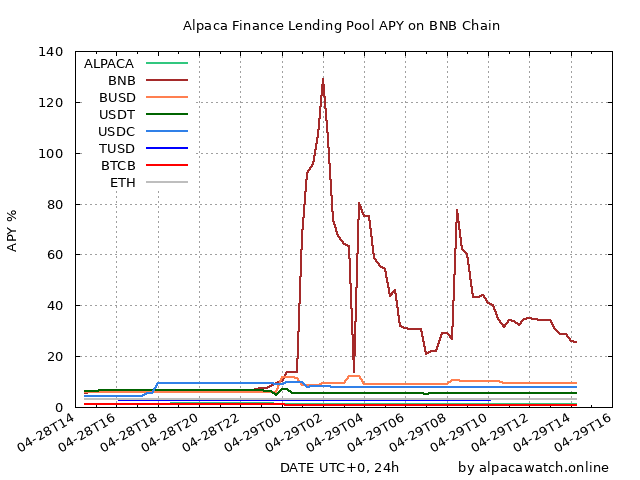 Alpaca Finance Lending Pool APY on BNB Chain
APY %
140
120
100
80
60
40
20
0
ALPACA
BNB
BUSD
USDT
USDC
TUSD
BTCB
ETH
04-28T14
04-28T16
04-28T18
04-28T20
04-28T22
04-29T00
04-29T02
04-29T04
04-29T06
04-29T08
04-29T10
04-29T12
04-29T14
04-29T16
DATE UTC+0, 24h
by alpacawatch.online